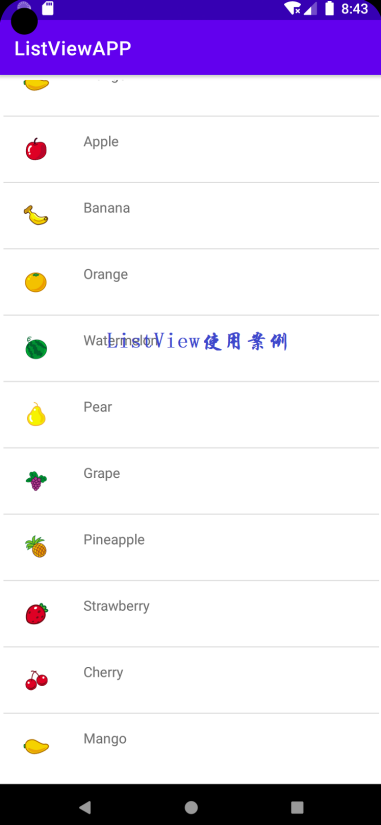 8:43
ListViewAPP
Apple
Banana
Orange
Watermelon
ListView使用案例
Pear
Grape
Pineapple
Strawberry
Cherry
Mango